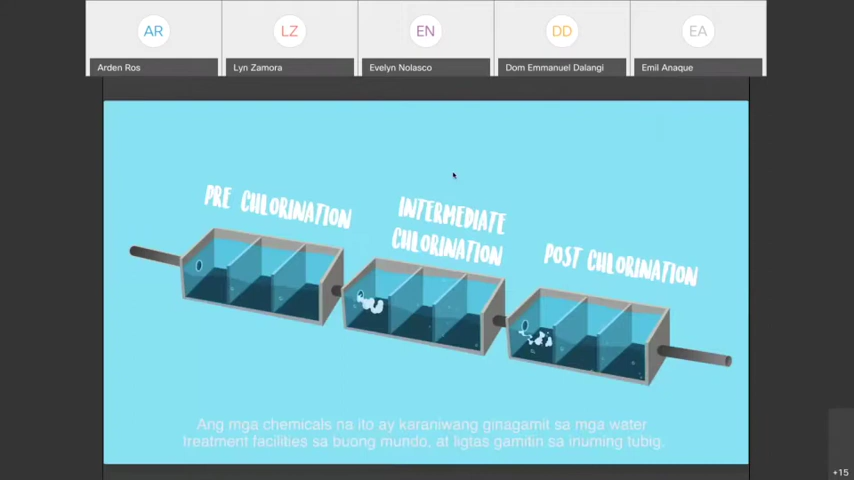 AR
LZ
EN
DD
EA
Arden Ros
Lyn Zamora
Evelyn Nolasco
Dom Emmanuel Dalangi
Emil Anaque
PRE CHLORINATION
INTERMEDIATE
CHLORINATION
POST CHLORINATION
Ang mga chemicals na ito ay karaniwang ginagamit sa mga water
treatment facilities sa buong mundo, at ligtas gamitin sa inuming tubig.
+15